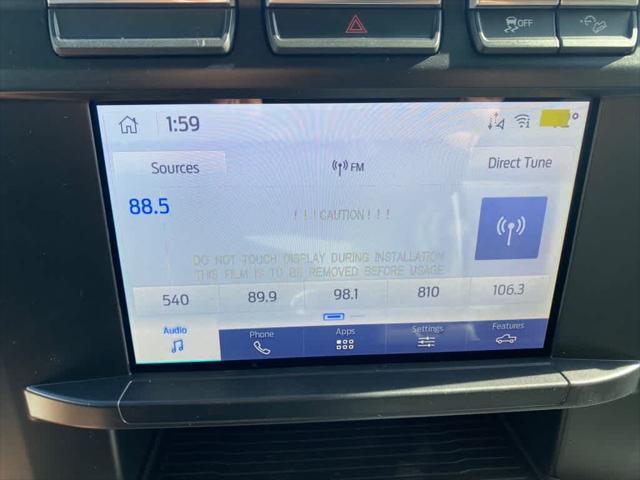 OFF
1:59
Sources
FM
Direct Tune
88.5
! ! ! CAUTION ! ! !
DO NOT TOUCH DISPLAY DURING INSTALLATION
THIS FILM IS TO BE REMOVED BEFORE USAGE
540 89.9 98.1 810 106.3
Audio Phone Apps Settings Features